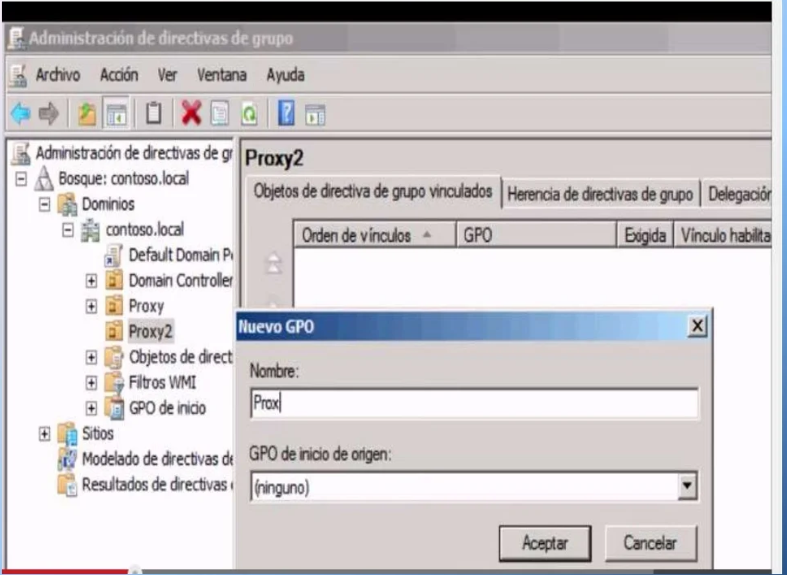 Administración de directivas de grupo
Archivo Acción Ver Ventana Ayuda
Administración de directivas de gr
Bosque: contoso.local
Dominios
contoso.local
Default Domain P
Domain Controller
Proxy
Proxy2
Objetos de direct
Filtros WMI
GPO de inicio
Sitios
Modelado de directivas de
Resultados de directivas
Proxy2
Objetos de directiva de grupo vinculados Herencia de directivas de grupo Delegación
Orden de vínculos GPO Exigida Vínculo habilita
Nuevo GPO
Nombre:
Prox
GPO de inicio de origen:
(ninguno)
Aceptar Cancelar